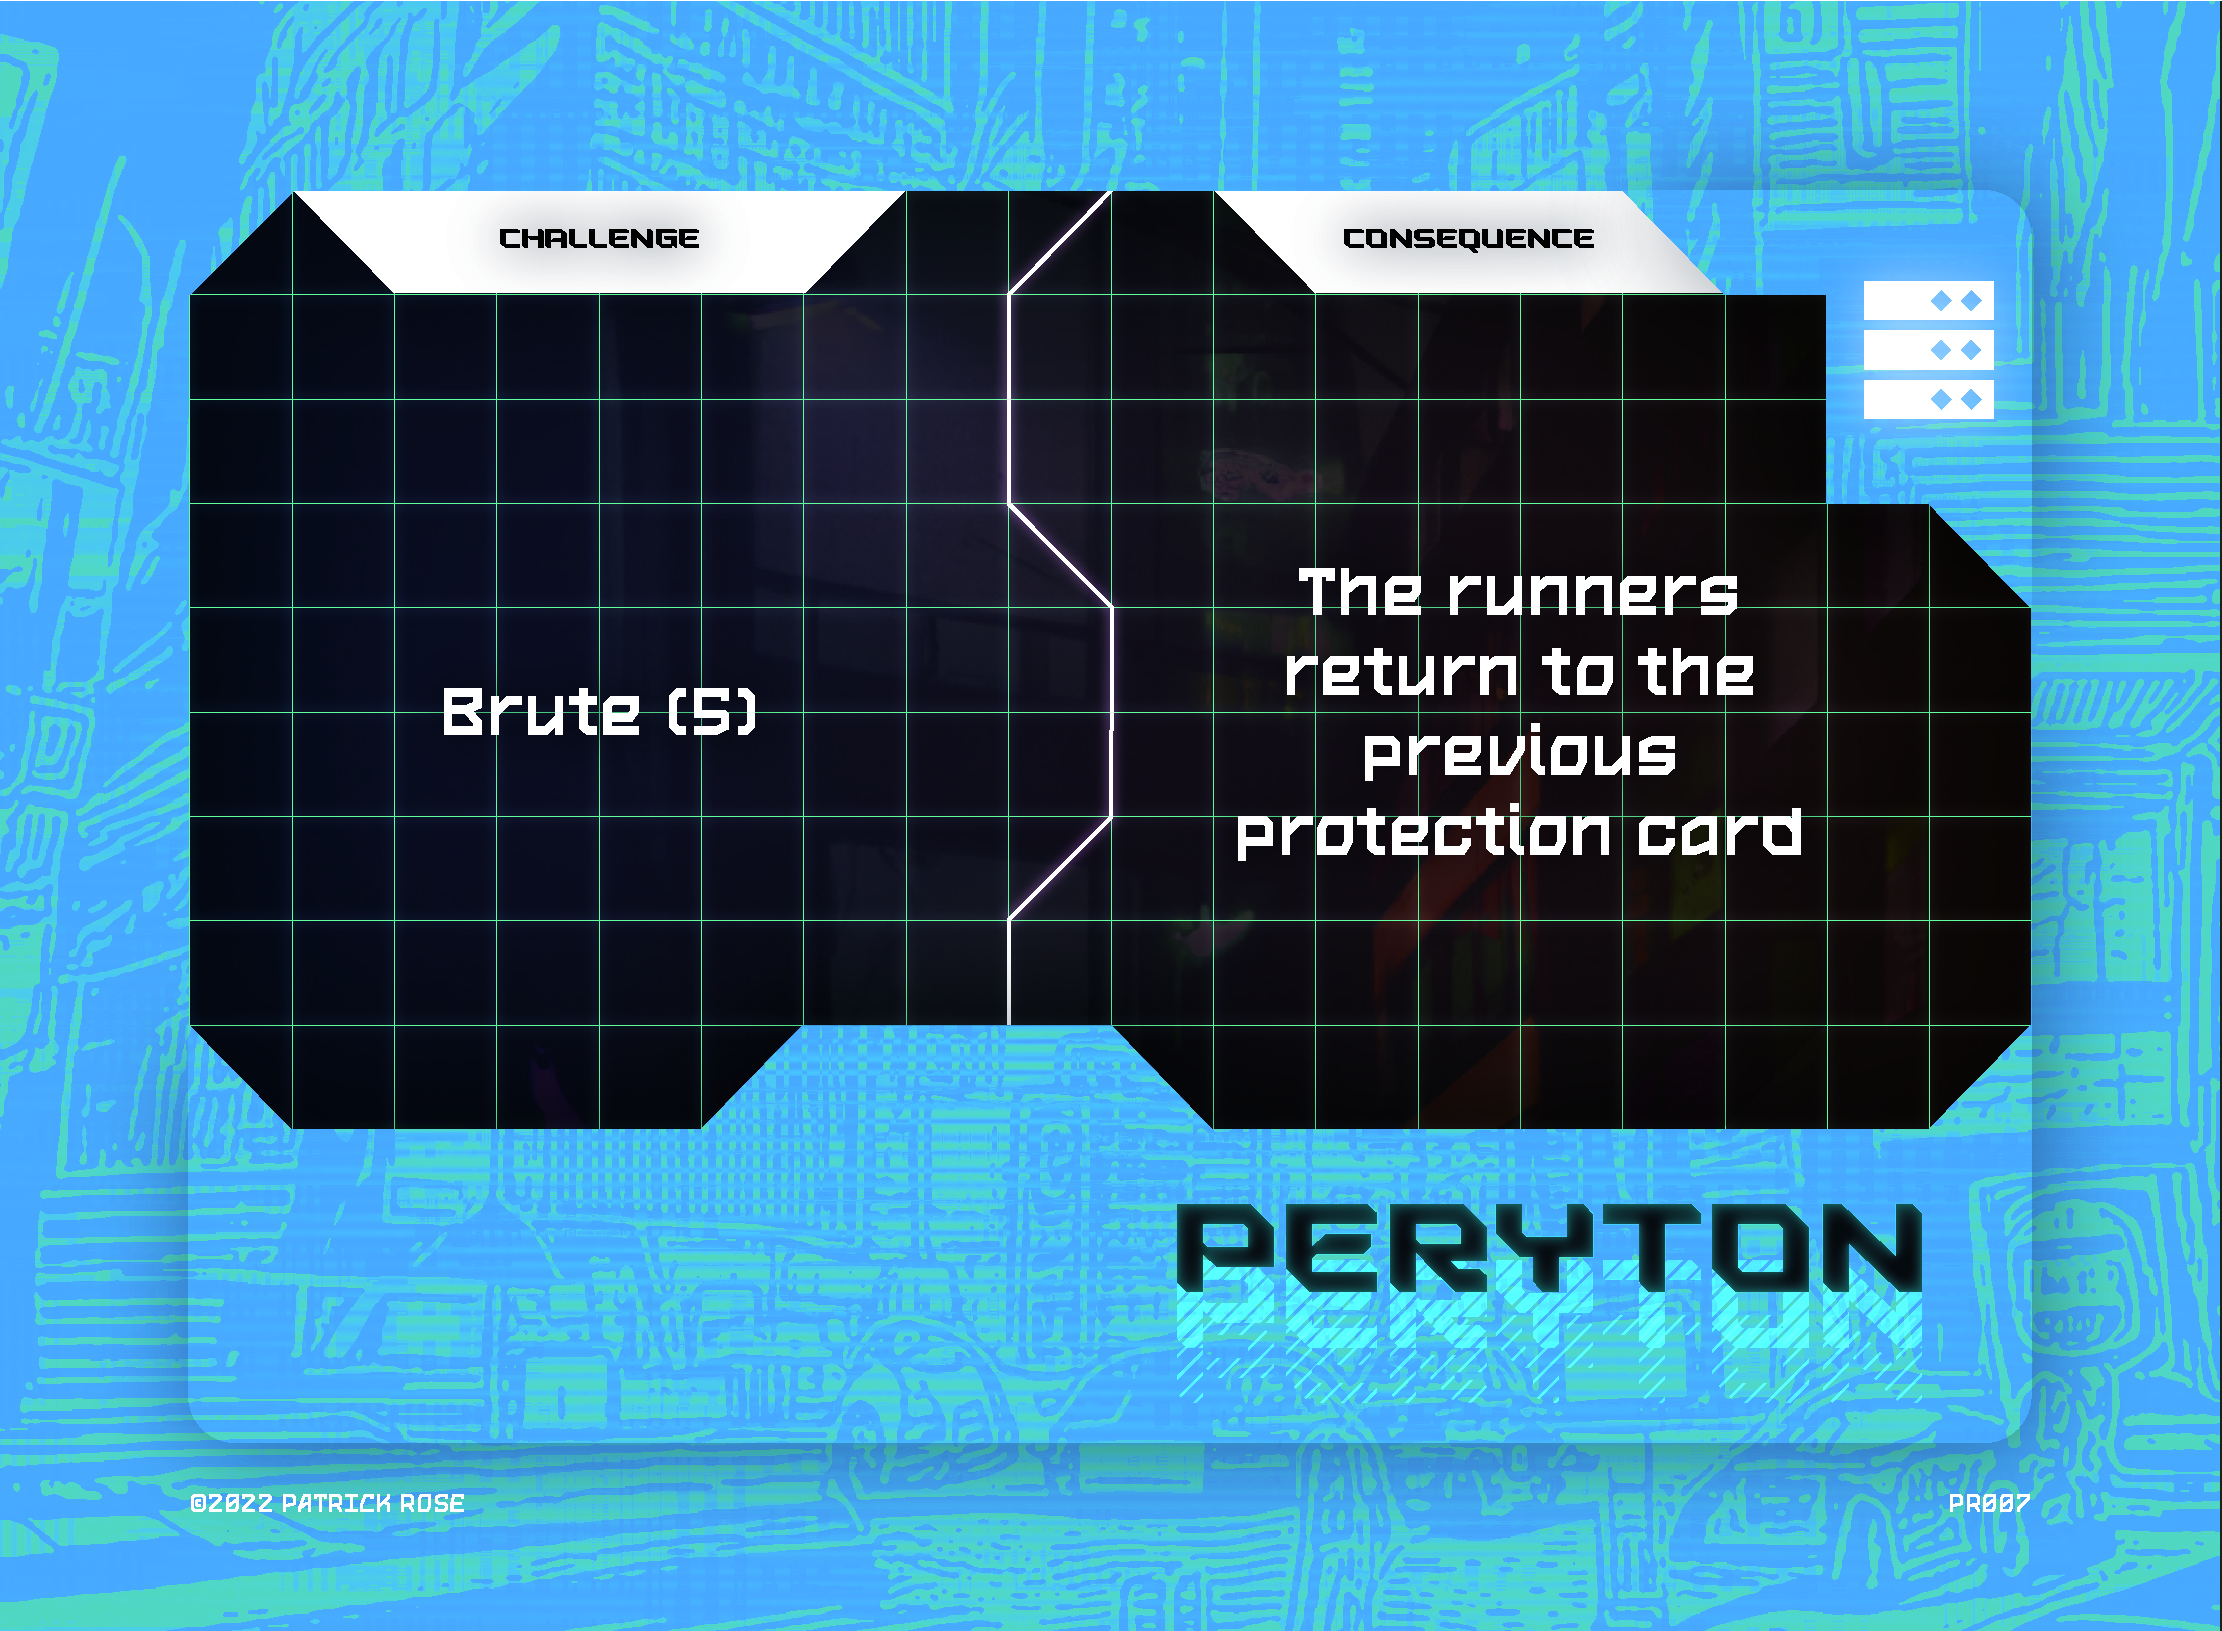 CHALLENGE
CONSEQUENCE
Brute (5)
The runners
return to the
previous
protection card
PERYTON
©2022 PATRICK ROSE
PR007